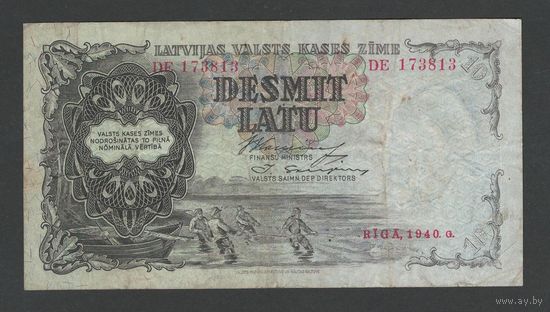 LATVIJAS VALSTS KASES ZĪME
DE 173813 DE 173813
10
DESMIT
LATU
VALSTS KASES ZĪMES
NODROŠINĀTAS TO PILNĀ
NOMINĀLĀ VĒRTĪBĀ
FINANSU MINISTRS
VALSTS SAIMN. DEP. DIREKTORS
RĪGA, 1940. G.
10
www.ay.by